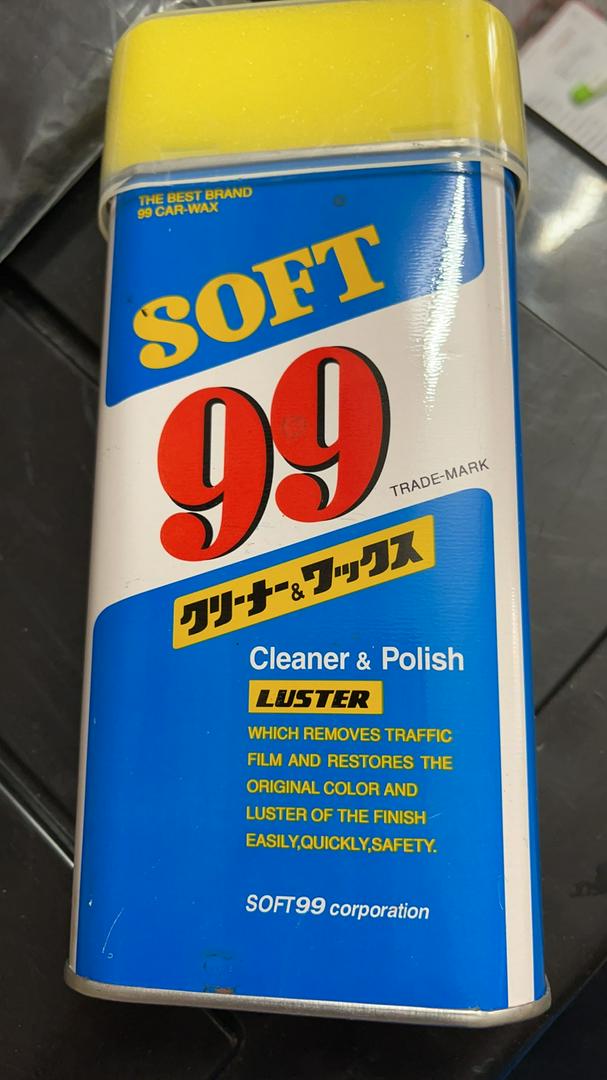 THE BEST BRAND
99 CAR-WAX
SOFT
99
TRADE-MARK
クリーナー&ワックス
Cleaner & Polish
LUSTER
WHICH REMOVES TRAFFIC
FILM AND RESTORES THE
ORIGINAL COLOR AND
LUSTER OF THE FINISH
EASILY,QUICKLY,SAFETY.
SOFT99 corporation